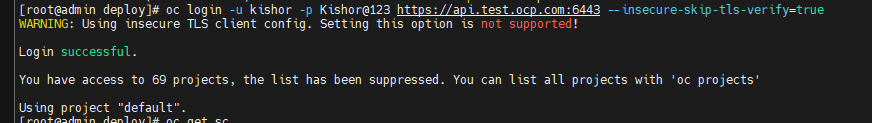 [root@admin deploy]# oc login -u kishor -p Kishor@123 https://api.test.ocp.com:6443 --insecure-skip-tls-verify=true
WARNING: Using insecure TLS client config. Setting this option is not supported!
Login successful.
You have access to 69 projects, the list has been suppressed. You can list all projects with 'oc projects'
Using project "default".
[root@admin deploy]# oc get sc